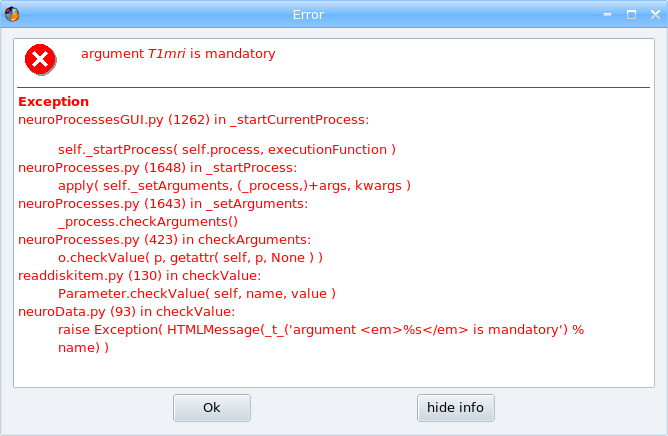 Error
argument T1mri is mandatory
Exception
neuroProcessesGUI.py (1262) in _startCurrentProcess:
self._startProcess( self.process, executionFunction )
neuroProcesses.py (1648) in _startProcess:
apply( self._setArguments, (_process,)+args, kwargs )
neuroProcesses.py (1643) in _setArguments:
_process.checkArguments()
neuroProcesses.py (423) in checkArguments:
o.checkValue( p, getattr( self, p, None ) )
readdiskitem.py (130) in checkValue:
Parameter.checkValue( self, name, value )
neuroData.py (93) in checkValue:
raise Exception( HTMLMessage(_t_('argument <em>%s</em> is mandatory') %
name) )
Ok
hide info